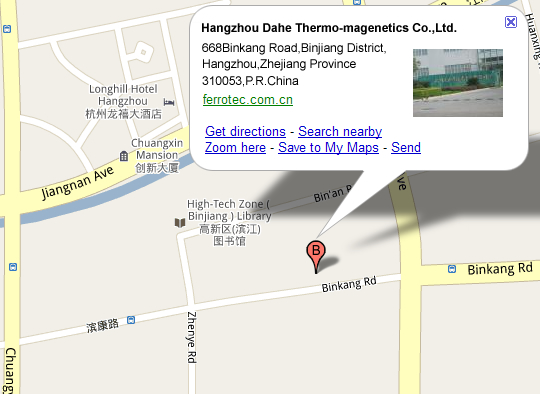 Hangzhou Dahe Thermo-magenetics Co.,Ltd.
668Binkang Road,Binjiang District,
Hangzhou,Zhejiang Province
310053,P.R.China
ferrotec.com.cn
Get directions - Search nearby
Zoom here - Save to My Maps - Send
Huanxing
Longhill Hotel
Hangzhou
杭州龙禧大酒店
Chuangxin
Mansion
创新大厦
Jiangnan Ave
High-Tech Zone (
Binjiang ) Library
高新区(滨江)
图书馆
Bin'an R
ve
B
Binkang Rd
Binkang Rd
滨康路
Zhenye Rd
Chuang